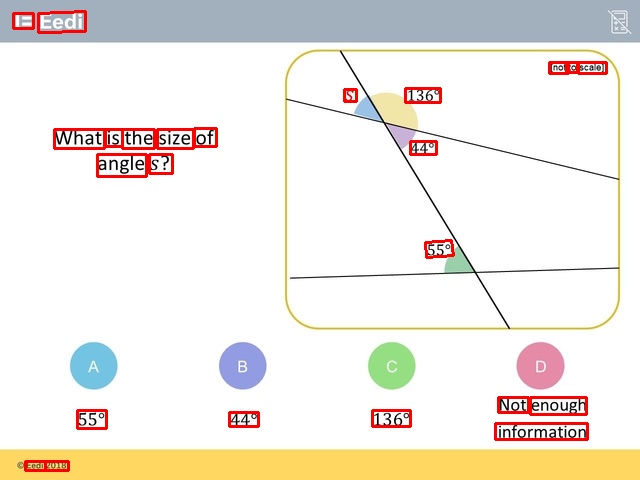 Eedi
(not to scale)
s
136°
What is the size of
angle s?
44°
55°
A
B
C
D
55°
44°
136°
Not enough
information
© Eedi 2018